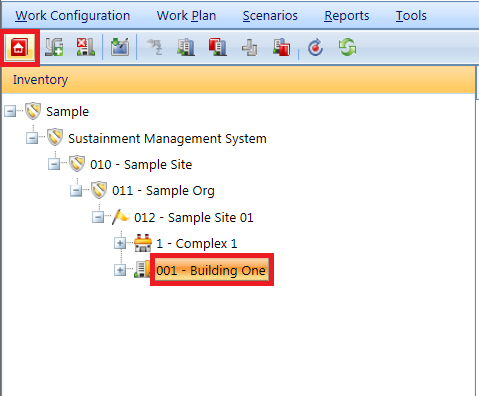 Work Configuration Work Plan Scenarios Reports Tools
Inventory
Sample
Sustainment Management System
010 - Sample Site
011 - Sample Org
012 - Sample Site 01
1 - Complex 1
001 - Building One